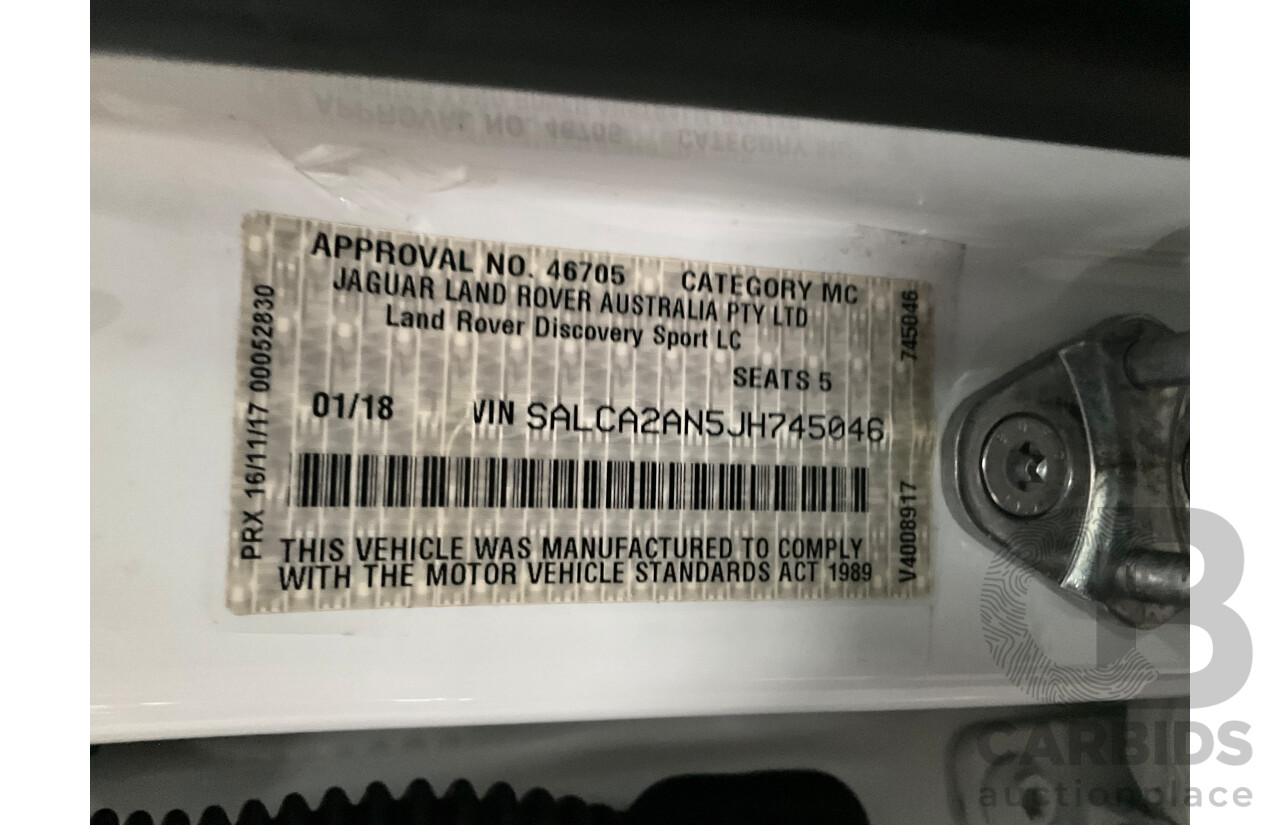 APPROVAL NO. 46705 CATEGORY MC
JAGUAR LAND ROVER AUSTRALIA PTY LTD
Land Rover Discovery Sport LC
SEATS 5
01/18 VIN SALCA2AN5JH745046
THIS VEHICLE WAS MANUFACTURED TO COMPLY
WITH THE MOTOR VEHICLE STANDARDS ACT 1989
PRX 16/11/17 00052830
V4008917
745046
CB
CARBIDS
auctionplace